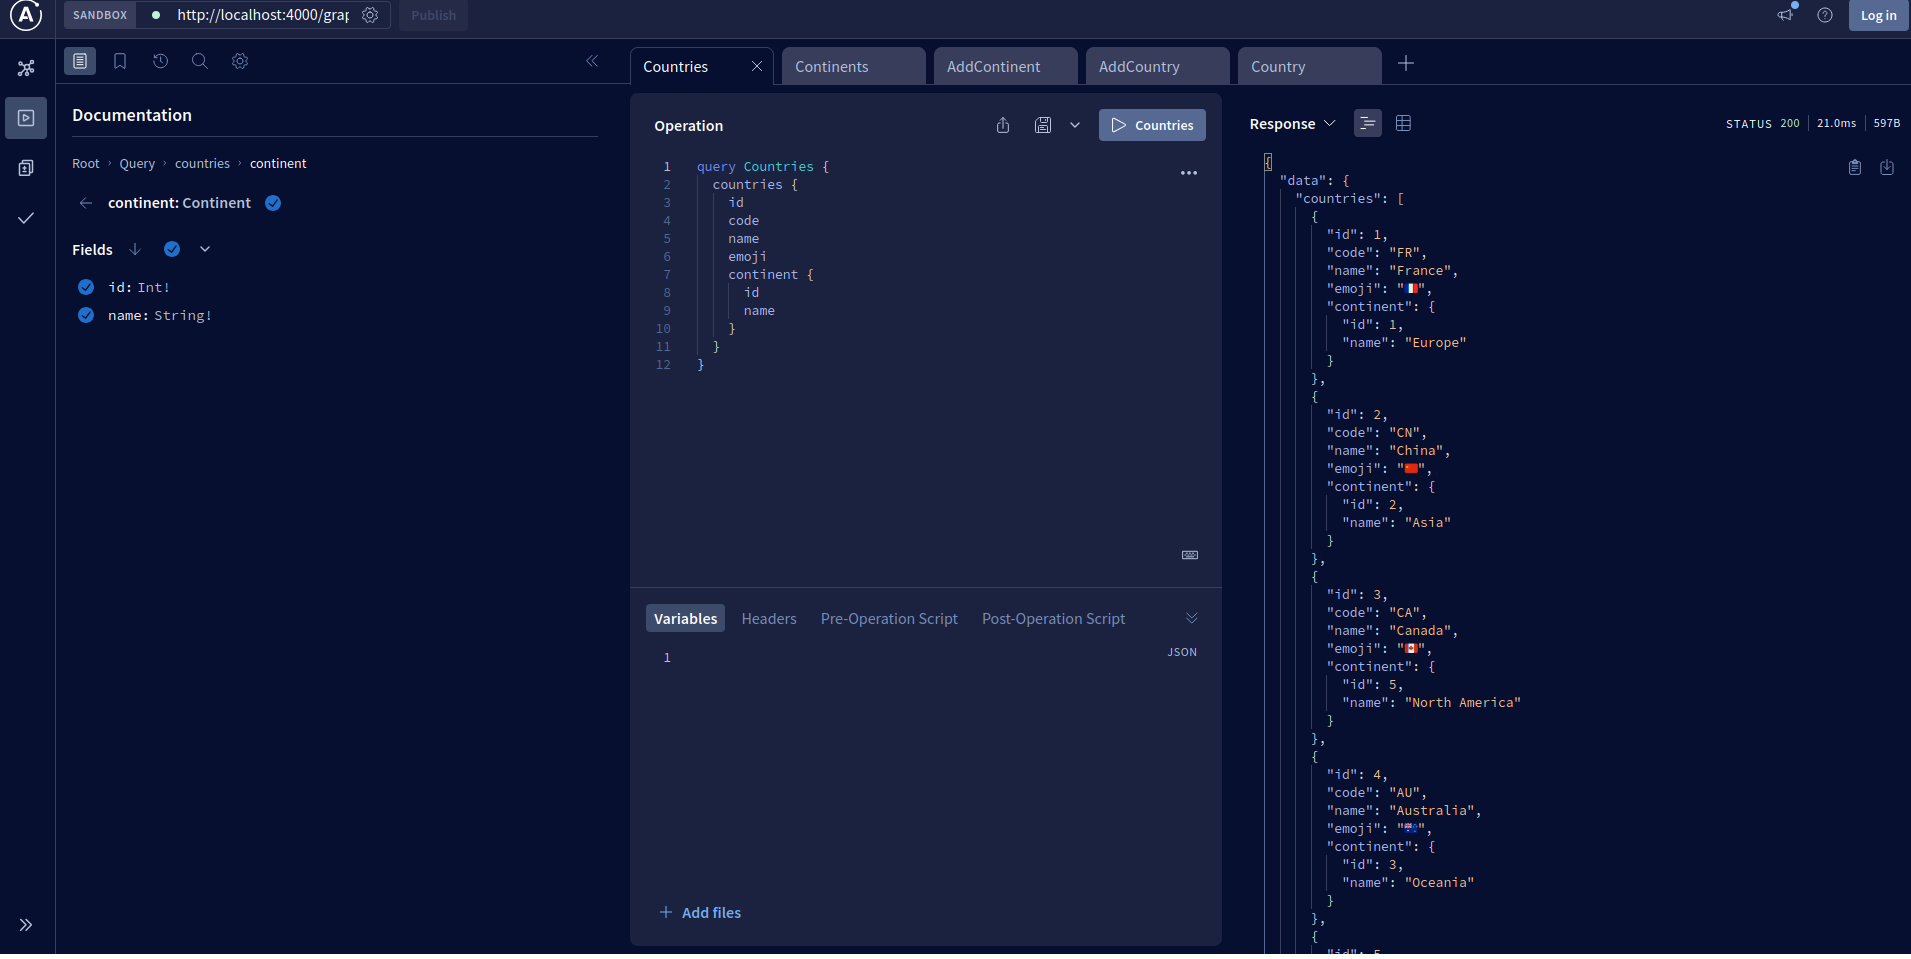 SANDBOX
http://localhost:4000/grap
Publish
Log in
Countries
Continents
AddContinent
AddCountry
Country
Documentation
Root › Query › countries › continent
continent: Continent
Fields
id: Int!
name: String!
Operation
Countries
1 query Countries {
2 countries {
3 id
4 code
5 name
6 emoji
7 continent {
8 id
9 name
10 }
11 }
12 }
Variables Headers Pre-Operation Script Post-Operation Script
1
JSON
Add files
Response
STATUS 200 21.0ms 597B
{
"data": {
"countries": [
{
"id": 1,
"code": "FR",
"name": "France",
"emoji": "🇫🇷",
"continent": {
"id": 1,
"name": "Europe"
}
},
{
"id": 2,
"code": "CN",
"name": "China",
"emoji": "🇨🇳",
"continent": {
"id": 2,
"name": "Asia"
}
},
{
"id": 3,
"code": "CA",
"name": "Canada",
"emoji": "🇨🇦",
"continent": {
"id": 5,
"name": "North America"
}
},
{
"id": 4,
"code": "AU",
"name": "Australia",
"emoji": "🇦🇺",
"continent": {
"id": 3,
"name": "Oceania"
}
},
{
"id": 5